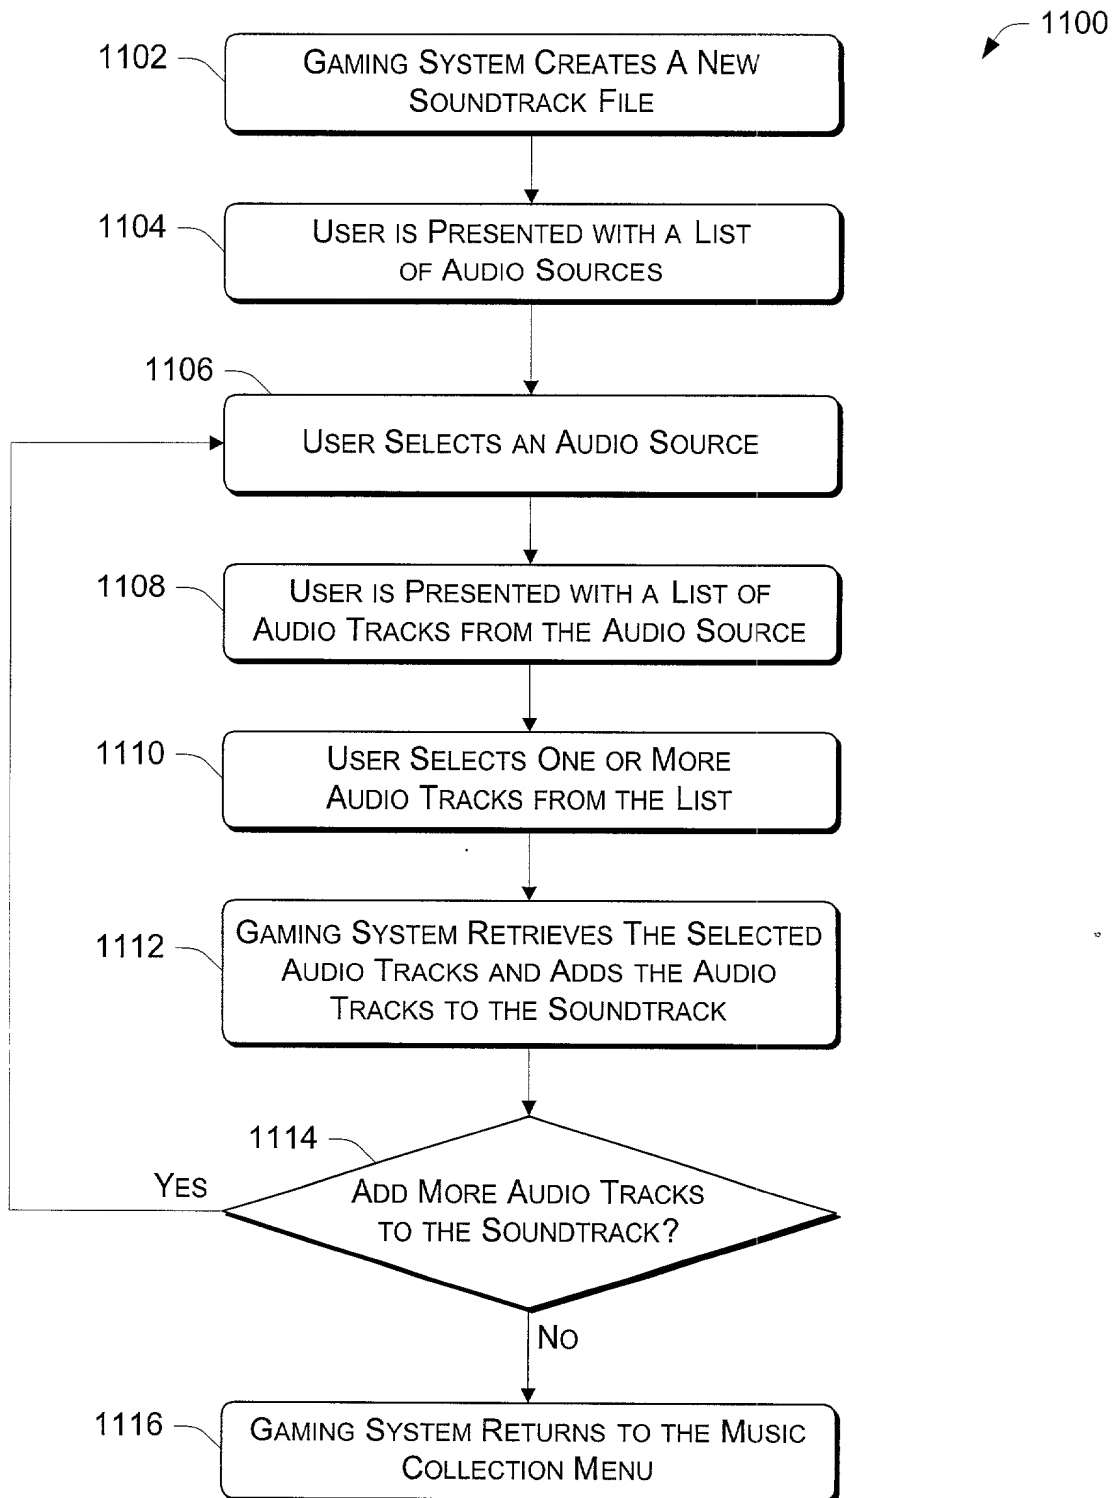 1100
1102
GAMING SYSTEM CREATES A NEW
SOUNDTRACK FILE
1104
USER IS PRESENTED WITH A LIST
OF AUDIO SOURCES
1106
USER SELECTS AN AUDIO SOURCE
1108
USER IS PRESENTED WITH A LIST OF
AUDIO TRACKS FROM THE AUDIO SOURCE
1110
USER SELECTS ONE OR MORE
AUDIO TRACKS FROM THE LIST
1112
GAMING SYSTEM RETRIEVES THE SELECTED
AUDIO TRACKS AND ADDS THE AUDIO
TRACKS TO THE SOUNDTRACK
1114
YES
ADD MORE AUDIO TRACKS
TO THE SOUNDTRACK?
NO
1116
GAMING SYSTEM RETURNS TO THE MUSIC
COLLECTION MENU